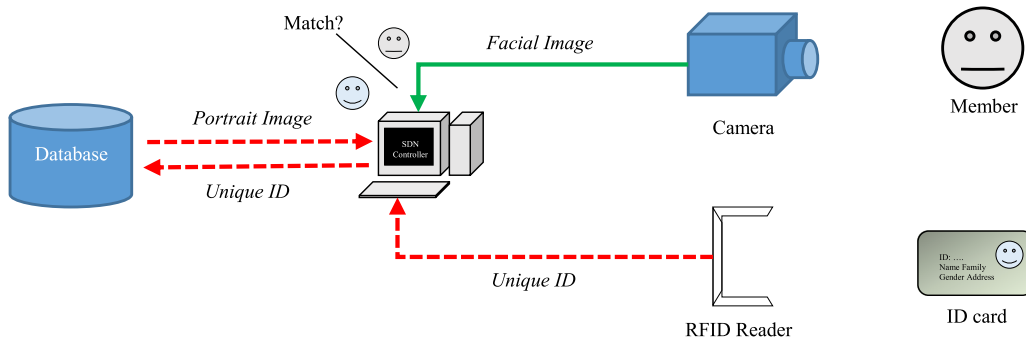 Match?
Facial Image
Member
Portrait Image
Camera
SDN
Controller
Database
Unique ID
ID: ....
Name Family
Gender Address
Unique ID
RFID Reader
ID card